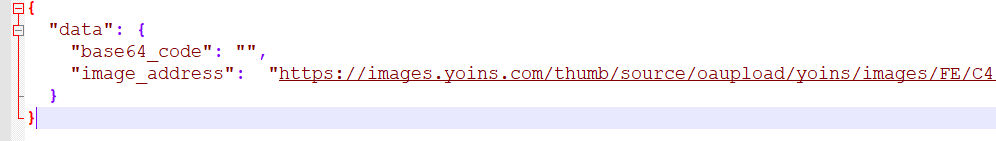 {
"data": {
"base64_code": "",
"image_address": "https://images.yoins.com/thumb/source/oaupload/yoins/images/FE/C4
}
}